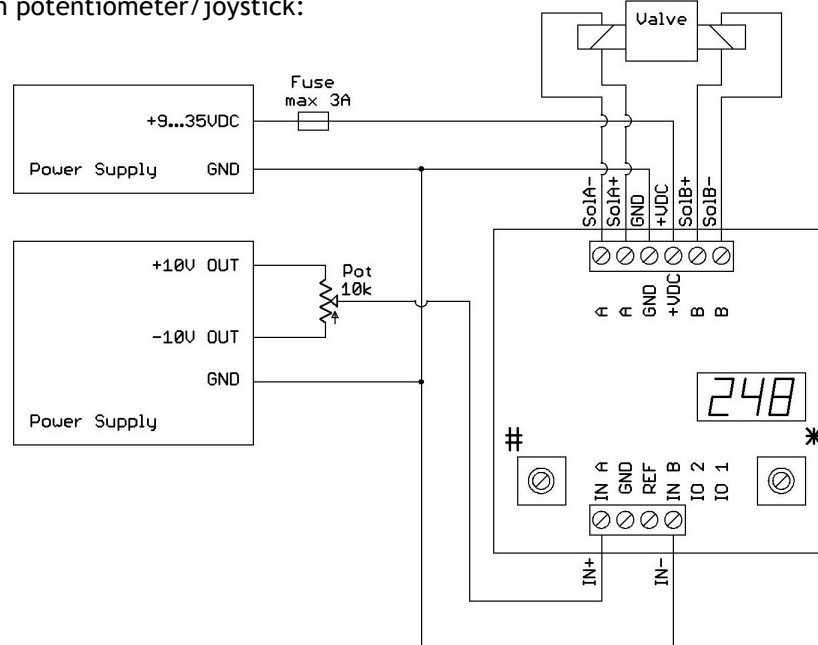 n potentiometer/joystick:
Valve
Fuse
max 3A
+9...35VDC
Power Supply GND
SolA-
SolA+
GND
+VDC
SolB+
SolB-
A
A
GND
+VDC
B
B
+10V OUT
Pot
10k
-10V OUT
GND
Power Supply
248
#
*
IN A
GND
REF
IN B
IO 2
IO 1
IN+
IN-